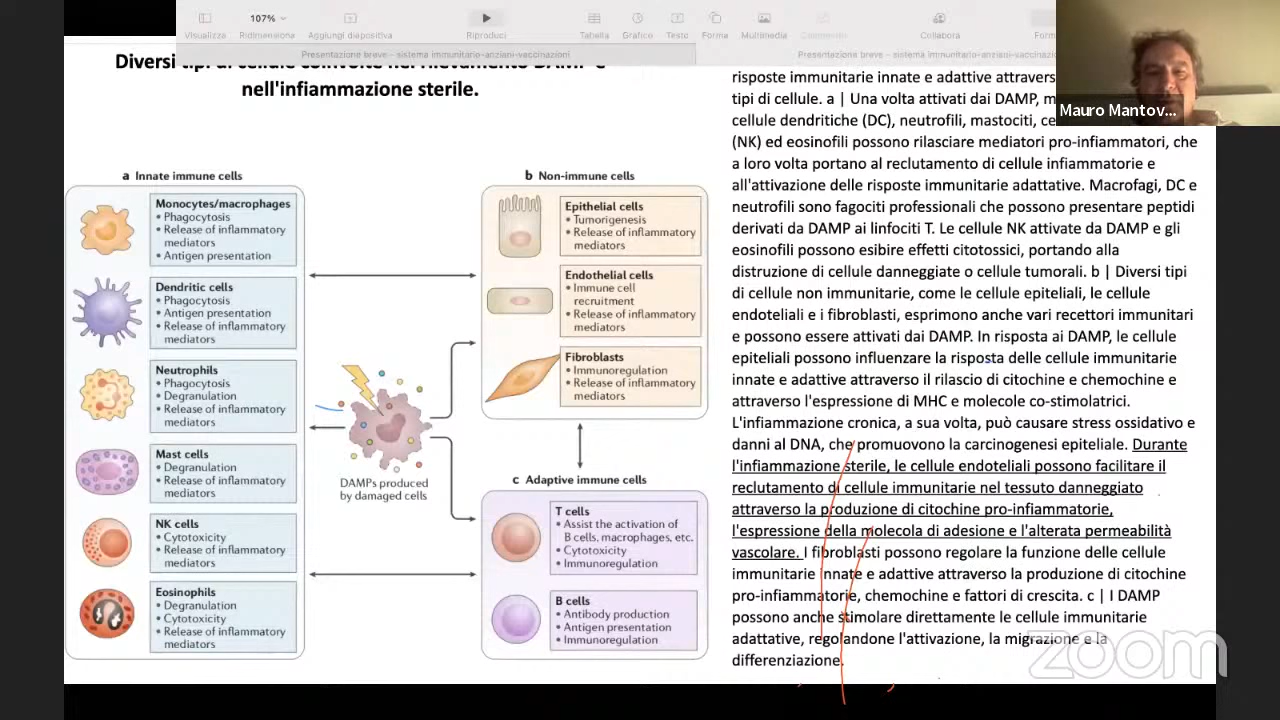 107%
Visualizza
Ridimensiona
Aggiungi diapositiva
Riproduci
Tabella
Grafico
Testo
Forma
Multimedia
Commento
Collabora
Form
Presentazione breve – sistema immunitario-anziani-vaccinazioni
Presentazione breve – sistema immunitario-anziani-vaccinazio
Mauro Mantov...
Diversi tipi di cellule coinvolte nel rilevamento DAMP e
nell'infiammazione sterile.
a | Innate immune cells
Monocytes/macrophages
• Phagocytosis
• Release of inflammatory
mediators
• Antigen presentation
Dendritic cells
• Phagocytosis
• Antigen presentation
• Release of inflammatory
mediators
Neutrophils
• Phagocytosis
• Degranulation
• Release of inflammatory
mediators
Mast cells
• Degranulation
• Release of inflammatory
mediators
NK cells
• Cytotoxicity
• Release of inflammatory
mediators
Eosinophils
• Degranulation
• Cytotoxicity
• Release of inflammatory
mediators
DAMPs produced
by damaged cells
b Non-immune cells
Epithelial cells
• Tumorigenesis
• Release of inflammatory
mediators
Endothelial cells
• Immune cell
recruitment
• Release of inflammatory
mediators
Fibroblasts
• Immunoregulation
• Release of inflammatory
mediators
c Adaptive immune cells
T cells
• Assist the activation of
B cells, macrophages, etc.
• Cytotoxicity
• Immunoregulation
B cells
• Antibody production
• Antigen presentation
• Immunoregulation
risposte immunitarie innate e adattive attravers
tipi di cellule. a | Una volta attivati dai DAMP, m
cellule dendritiche (DC), neutrofili, mastociti, ce
(NK) ed eosinofili possono rilasciare mediatori pro-infiammatori, che
a loro volta portano al reclutamento di cellule infiammatorie e
all'attivazione delle risposte immunitarie adattative. Macrofagi, DC e
neutrofili sono fagociti professionali che possono presentare peptidi
derivati da DAMP ai linfociti T. Le cellule NK attivate da DAMP e gli
eosinofili possono esibire effetti citotossici, portando alla
distruzione di cellule danneggiate o cellule tumorali. b | Diversi tipi
di cellule non immunitarie, come le cellule epiteliali, le cellule
endoteliali e i fibroblasti, esprimono anche vari recettori immunitari
e possono essere attivati dai DAMP. In risposta ai DAMP, le cellule
epiteliali possono influenzare la risposta delle cellule immunitarie
innate e adattive attraverso il rilascio di citochine e chemochine e
attraverso l'espressione di MHC e molecole co-stimolatrici.
L'infiammazione cronica, a sua volta, può causare stress ossidativo e
danni al DNA, che promuovono la carcinogenesi epiteliale. Durante
l'infiammazione sterile, le cellule endoteliali possono facilitare il
reclutamento di cellule immunitarie nel tessuto danneggiato
attraverso la produzione di citochine pro-infiammatorie,
l'espressione della molecola di adesione e l'alterata permeabilità
vascolare. I fibroblasti possono regolare la funzione delle cellule
immunitarie innate e adattive attraverso la produzione di citochine
pro-infiammatorie, chemochine e fattori di crescita. c | I DAMP
possono anche stimolare direttamente le cellule immunitarie
adattative, regolandone l'attivazione, la migrazione e la
differenziazione.
zoom